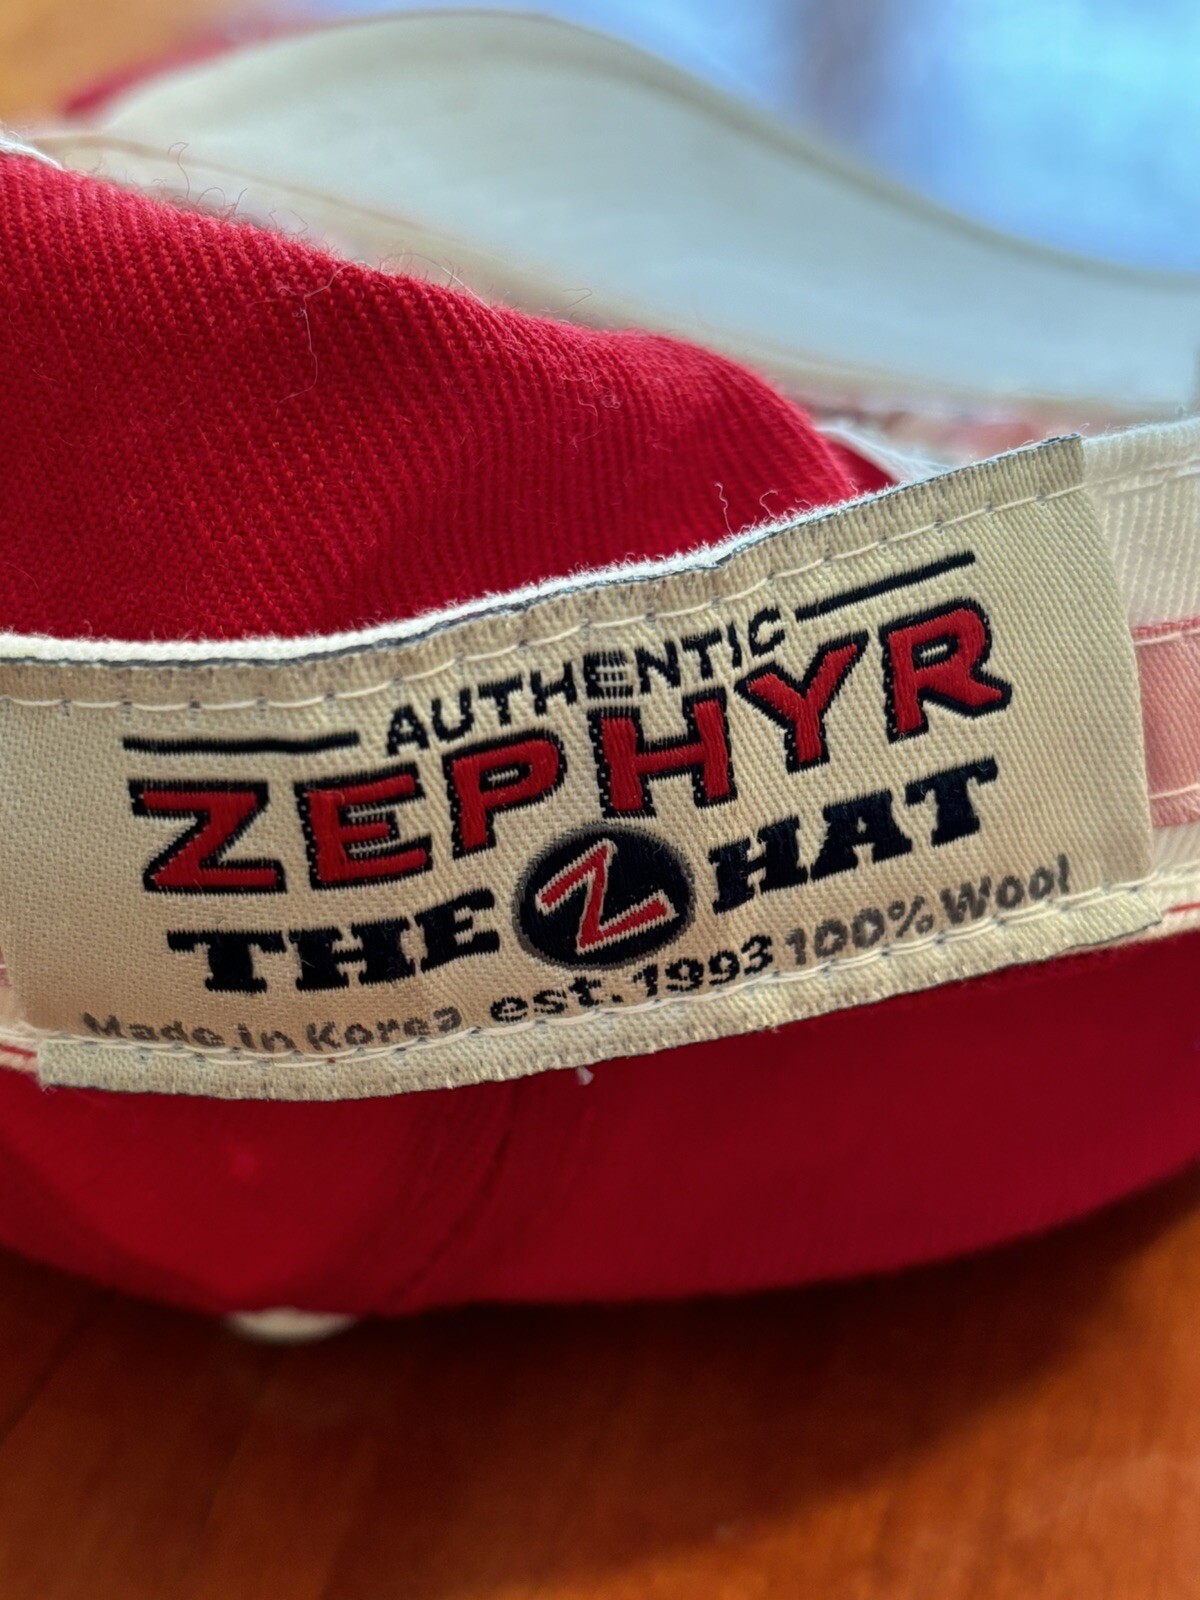 AUTHENTIC
ZEPHYR
THE Z HAT
Made in Korea est. 1993 100% Wool